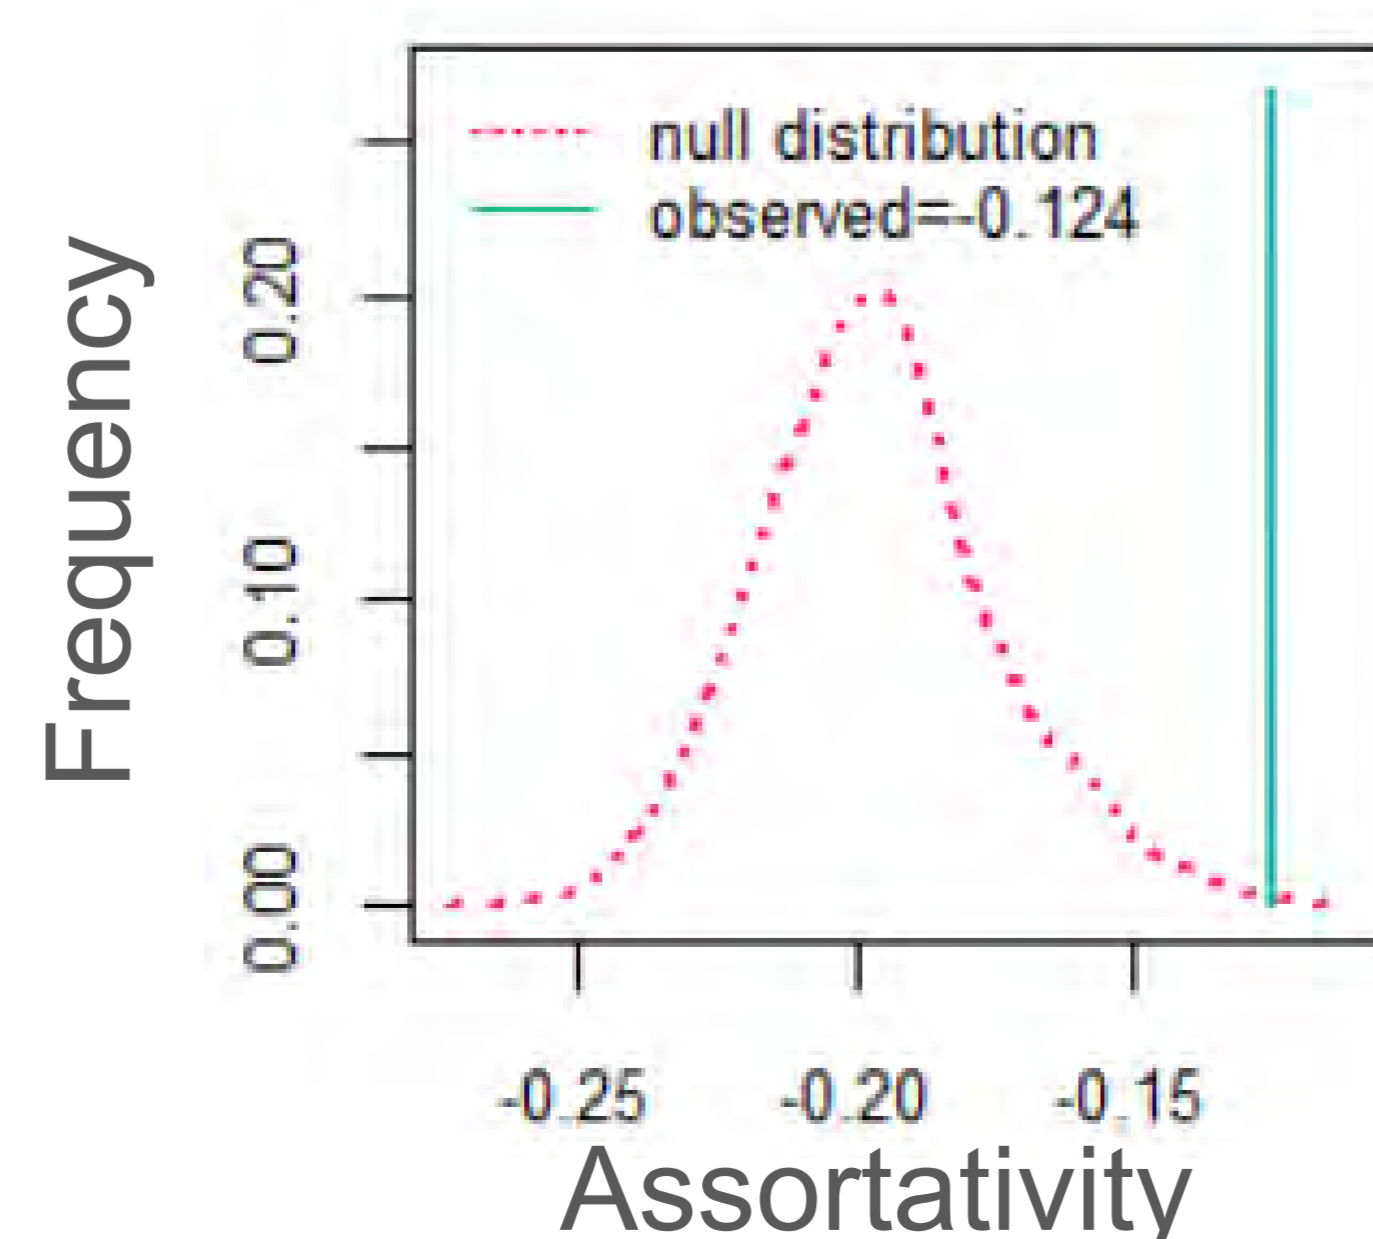 null distribution
observed=-0.124
Frequency
0.20
0.10
0.00
-0.25 -0.20 -0.15
Assortativity